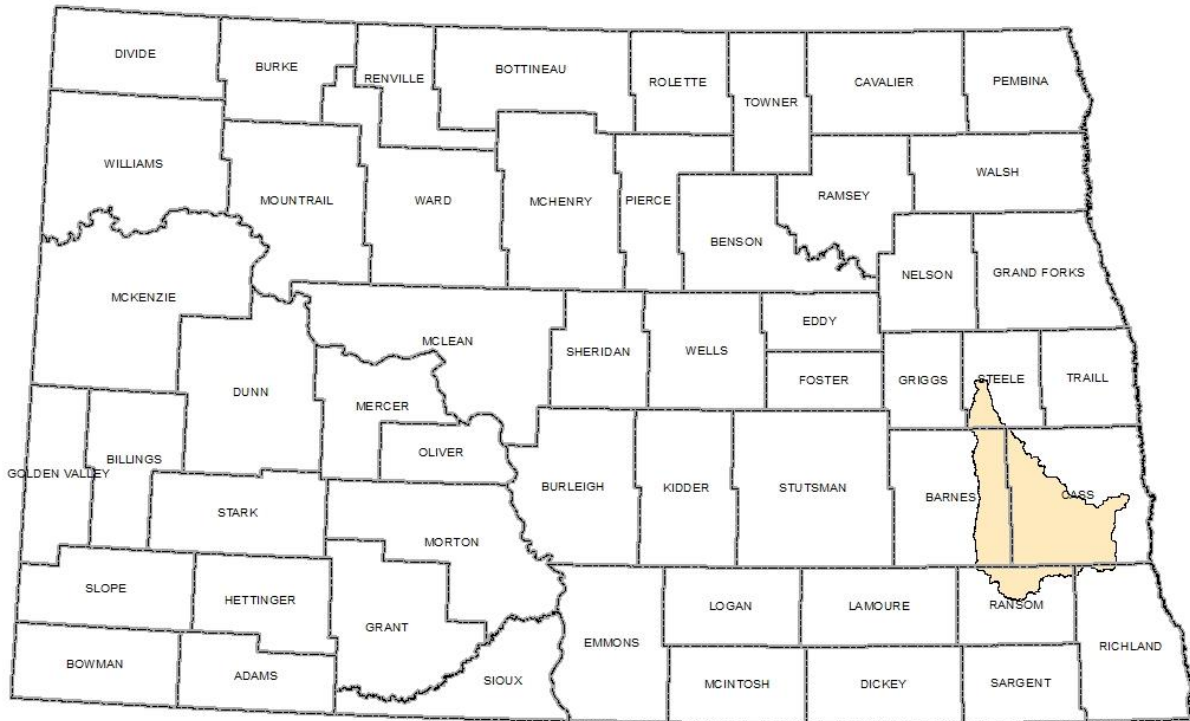 DIVIDE
BURKE
RENVILLE
BOTTINEAU
ROLETTE
TOWNER
CAVALIER
PEMBINA
WILLIAMS
MOUNTRAIL
WARD
MCHENRY
PIERCE
BENSON
RAMSEY
WALSH
NELSON
GRAND FORKS
MCKENZIE
DUNN
MCLEAN
MERCER
OLIVER
SHERIDAN
WELLS
EDDY
FOSTER
GRIGGS
STEELE
TRAILL
GOLDEN VALLEY
BILLINGS
STARK
MORTON
BURLEIGH
KIDDER
STUTSMAN
BARNES
CASS
SLOPE
HETTINGER
GRANT
BOWMAN
ADAMS
SIOUX
EMMONS
LOGAN
LAMOURE
RANSOM
RICHLAND
MCINTOSH
DICKEY
SARGENT